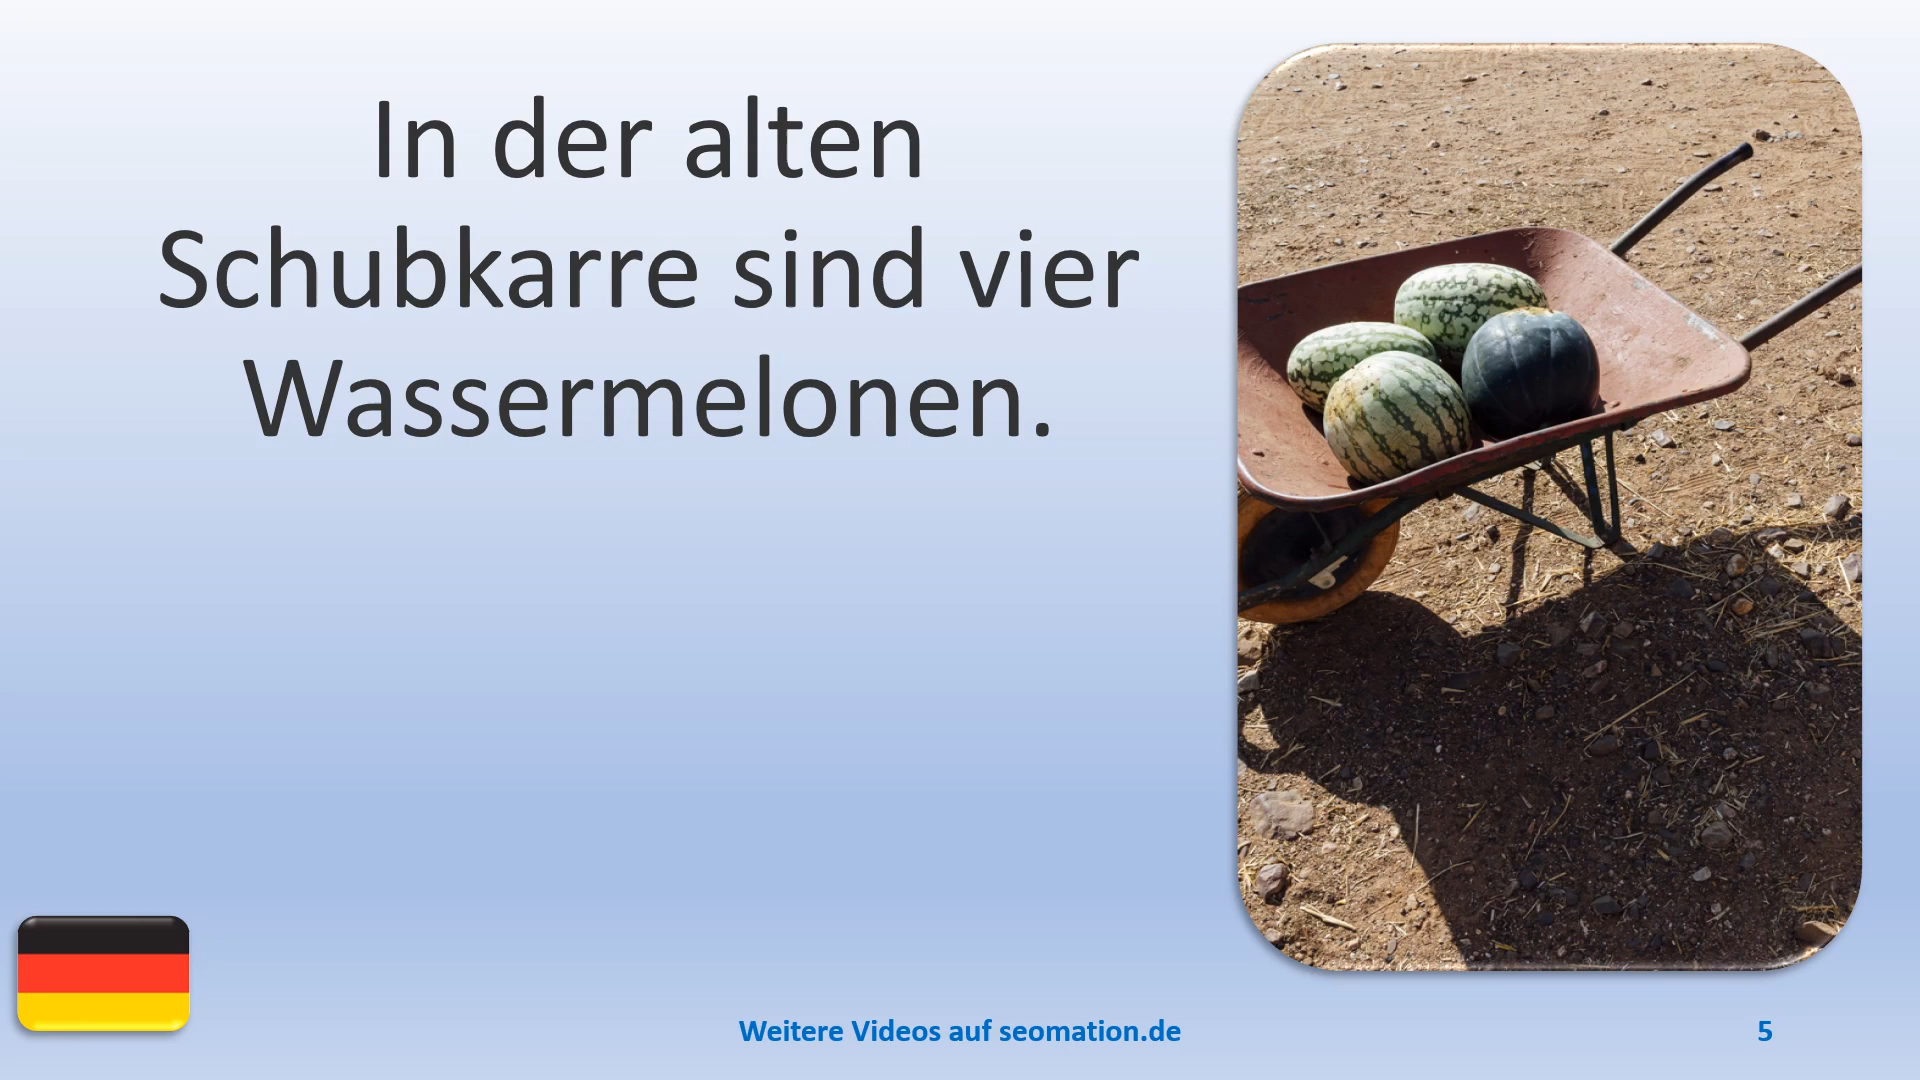 In der alten
Schubkarre sind vier
Wassermelonen.
Weitere Videos auf seomation.de
5